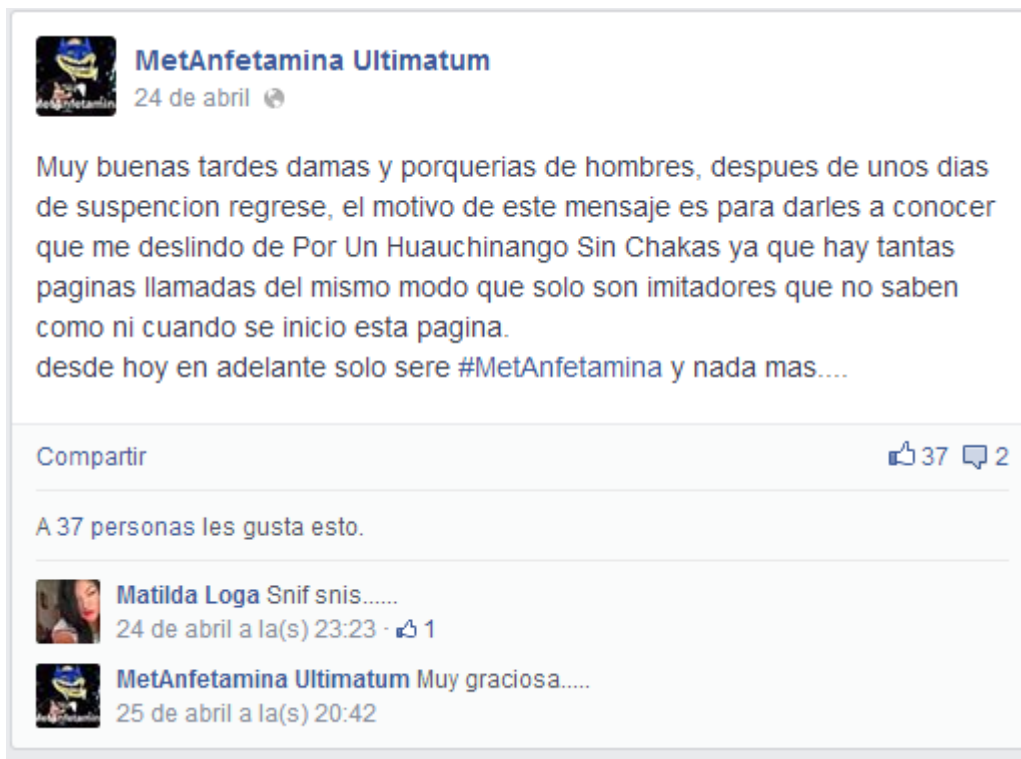 MetAnfetamina Ultimatum
24 de abril
Muy buenas tardes damas y porquerias de hombres, despues de unos dias
de suspencion regrese, el motivo de este mensaje es para darles a conocer
que me deslindo de Por Un Huauchinango Sin Chakas ya que hay tantas
paginas llamadas del mismo modo que solo son imitadores que no saben
como ni cuando se inicio esta pagina.
desde hoy en adelante solo sere #MetAnfetamina y nada mas....
Compartir 37 2
A 37 personas les gusta esto.
Matilda Loga Snif snis......
24 de abril a la(s) 23:23 · 1
MetAnfetamina Ultimatum Muy graciosa.....
25 de abril a la(s) 20:42